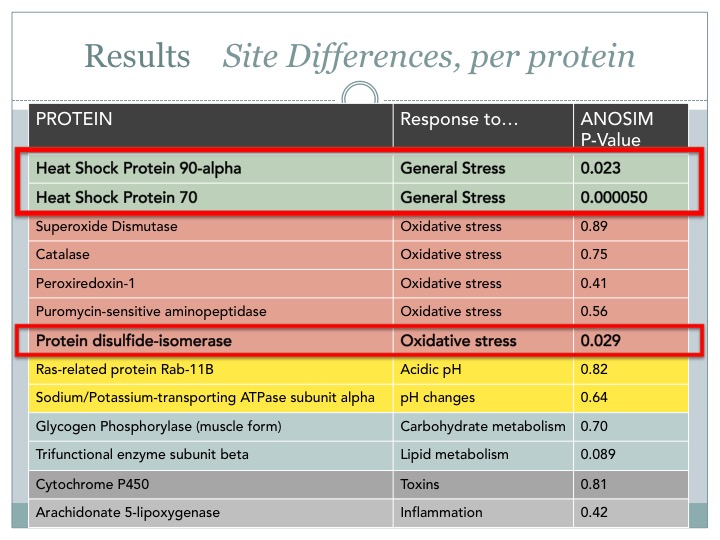 Results Site Differences, per protein
PROTEIN Response to… ANOSIM
P-Value
Heat Shock Protein 90-alpha General Stress 0.023
Heat Shock Protein 70 General Stress 0.000050
Superoxide Dismutase Oxidative stress 0.89
Catalase Oxidative stress 0.75
Peroxiredoxin-1 Oxidative stress 0.41
Puromycin-sensitive aminopeptidase Oxidative stress 0.56
Protein disulfide-isomerase Oxidative stress 0.029
Ras-related protein Rab-11B Acidic pH 0.82
Sodium/Potassium-transporting ATPase subunit alpha pH changes 0.64
Glycogen Phosphorylase (muscle form) Carbohydrate metabolism 0.70
Trifunctional enzyme subunit beta Lipid metabolism 0.089
Cytochrome P450 Toxins 0.81
Arachidonate 5-lipoxygenase Inflammation 0.42